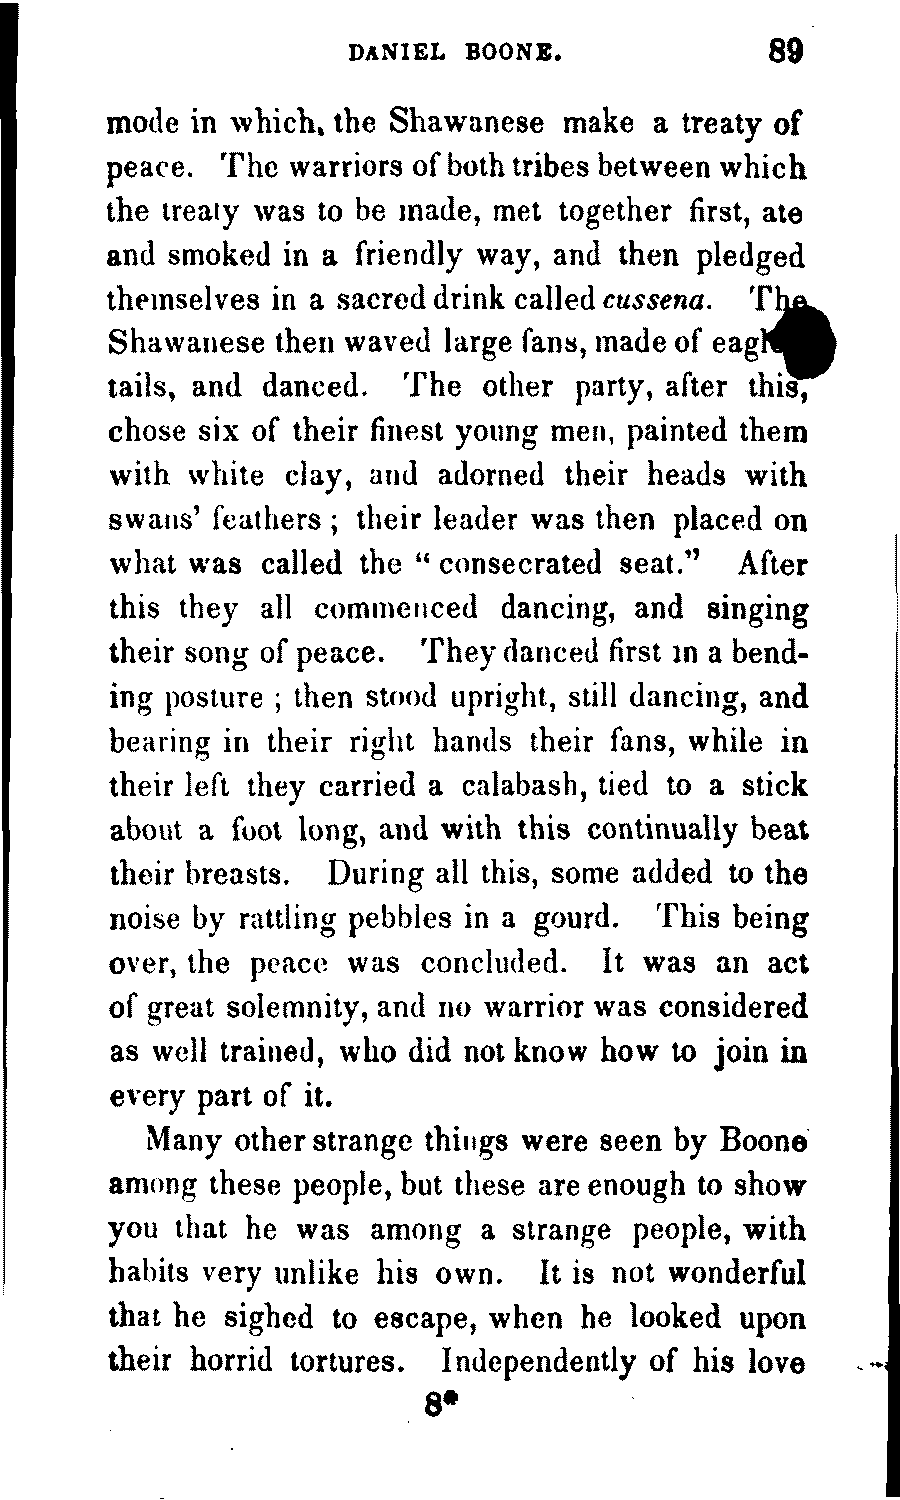 DANIEL BOONE. 89
mode in which, the Shawanese make a treaty of
peace. The warriors of both tribes between which
the treaty was to be made, met together first, ate
and smoked in a friendly way, and then pledged
themselves in a sacred drink called cussena. The
Shawanese then waved large fans, made of
tails, and danced. The other party, after this,
chose six of their finest young men, painted them
with white clay, and adorned their heads with
swans' feathers ; their leader was then placed on
what was called the “ consecrated seat.” After
this they all commenced dancing, and singing
their song of peace. They danced first in a bend-
ing posture ; then stood upright, still dancing, and
bearing in their right hands their fans, while in
their left they carried a calabash, tied to a stick
about a foot long, and with this continually beat
their breasts. During all this, some added to the
noise by rattling pebbles in a gourd. This being
over, the peace was concluded. It was an act
of great solemnity, and no warrior was considered
as well trained, who did not know how to join in
every part of it.
Many other strange things were seen by Boone
among these people, but these are enough to show
you that he was among a strange people, with
habits very unlike his own. It is not wonderful
that he sighed to escape, when he looked upon
their horrid tortures. Independently of his love
8*